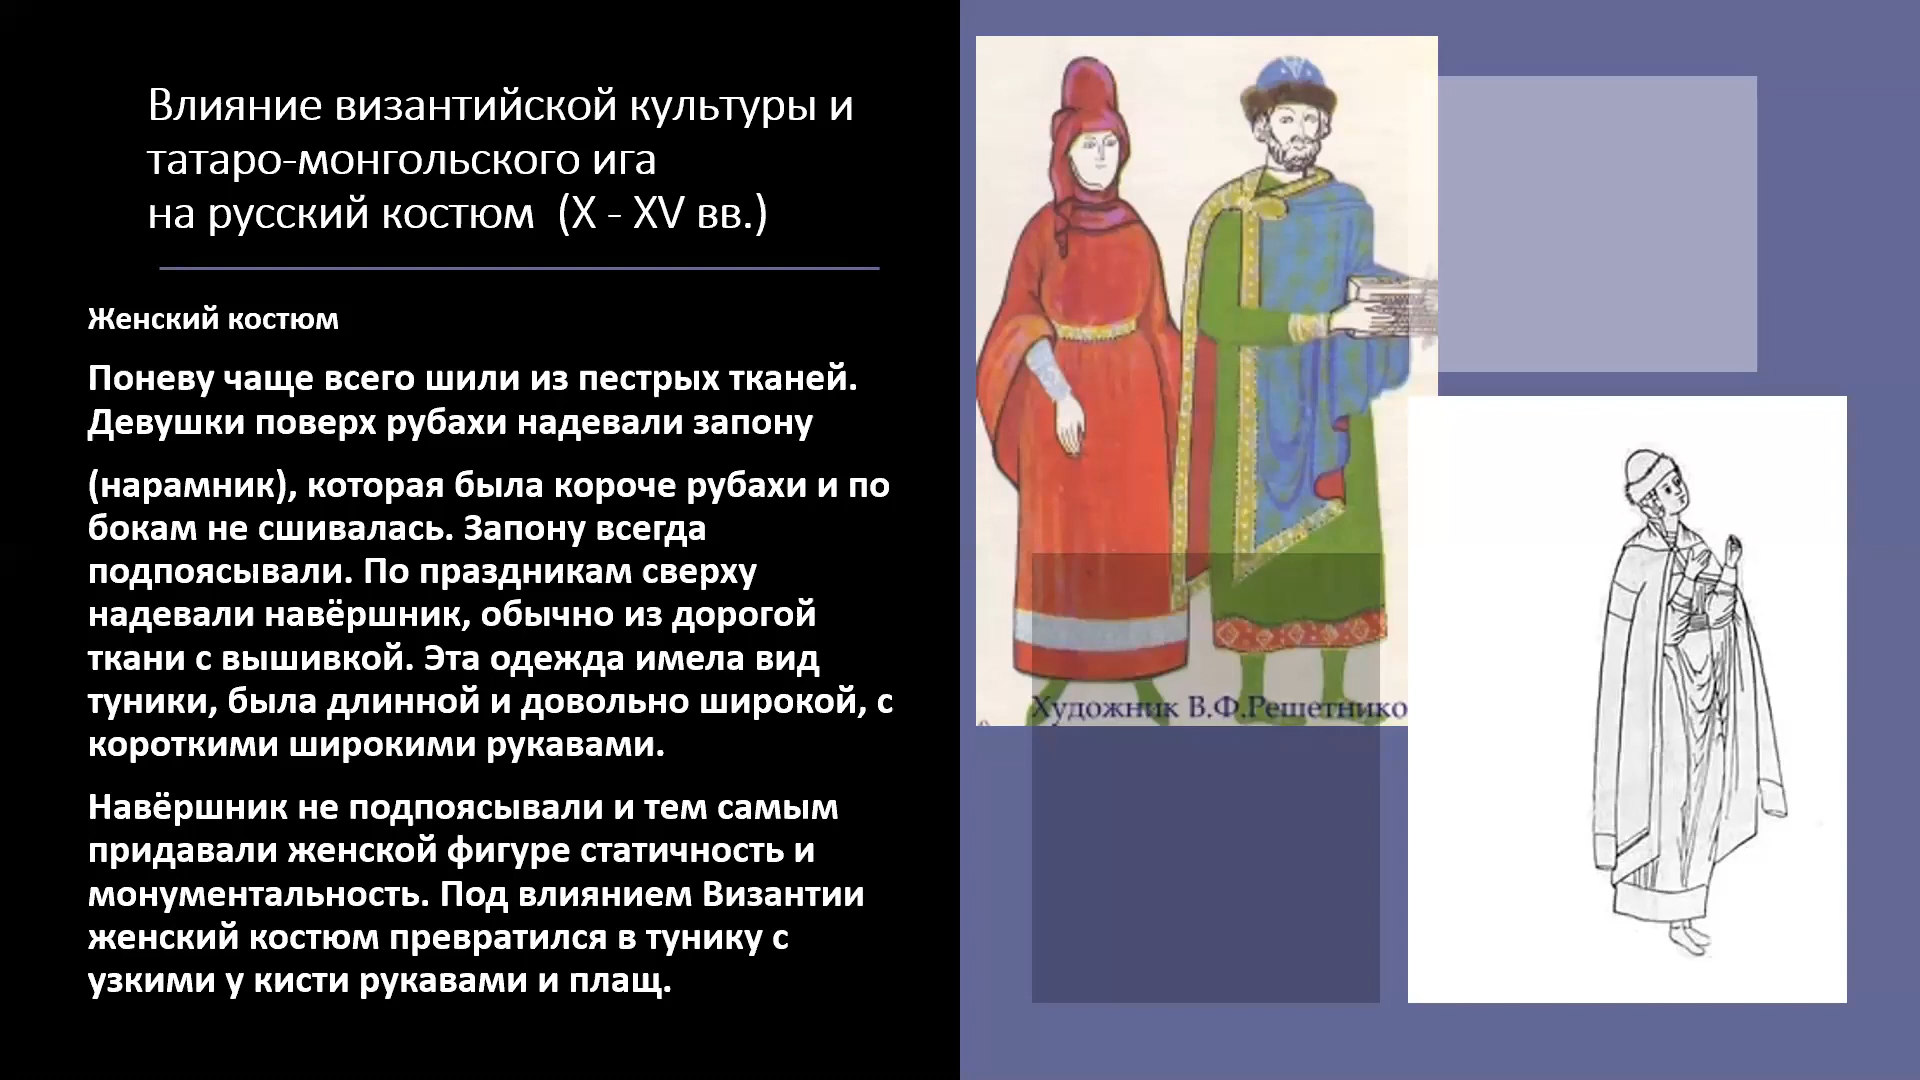 Влияние византийской культуры и
татаро-монгольского ига
на русский костюм (X - XV вв.)
Женский костюм
Поневу чаще всего шили из пестрых тканей.
Девушки поверх рубахи надевали запону
(нарамник), которая была короче рубахи и по
бокам не сшивалась. Запону всегда
подпоясывали. По праздникам сверху
надевали навёршник, обычно из дорогой
ткани с вышивкой. Эта одежда имела вид
туники, была длинной и довольно широкой, с
короткими широкими рукавами.
Навёршник не подпоясывали и тем самым
придавали женской фигуре статичность и
монументальность. Под влиянием Византии
женский костюм превратился в тунику с
узкими у кисти рукавами и плащ.
Художник В.Ф.Решетнико